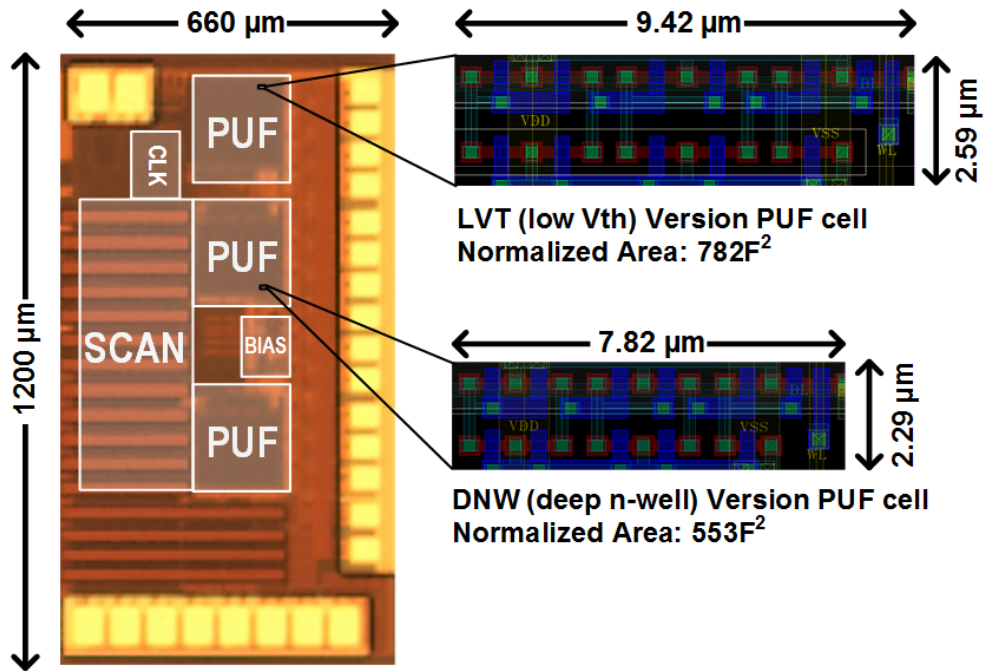 660 µm
1200 µm
PUF
CLK
PUF
SCAN
BIAS
PUF
9.42 µm
2.59 µm
VDD
BL
VSS
WL
LVT (low Vth) Version PUF cell
Normalized Area: 782F²
7.82 µm
2.29 µm
VDD
BL
VSS
WL
DNW (deep n-well) Version PUF cell
Normalized Area: 553F²